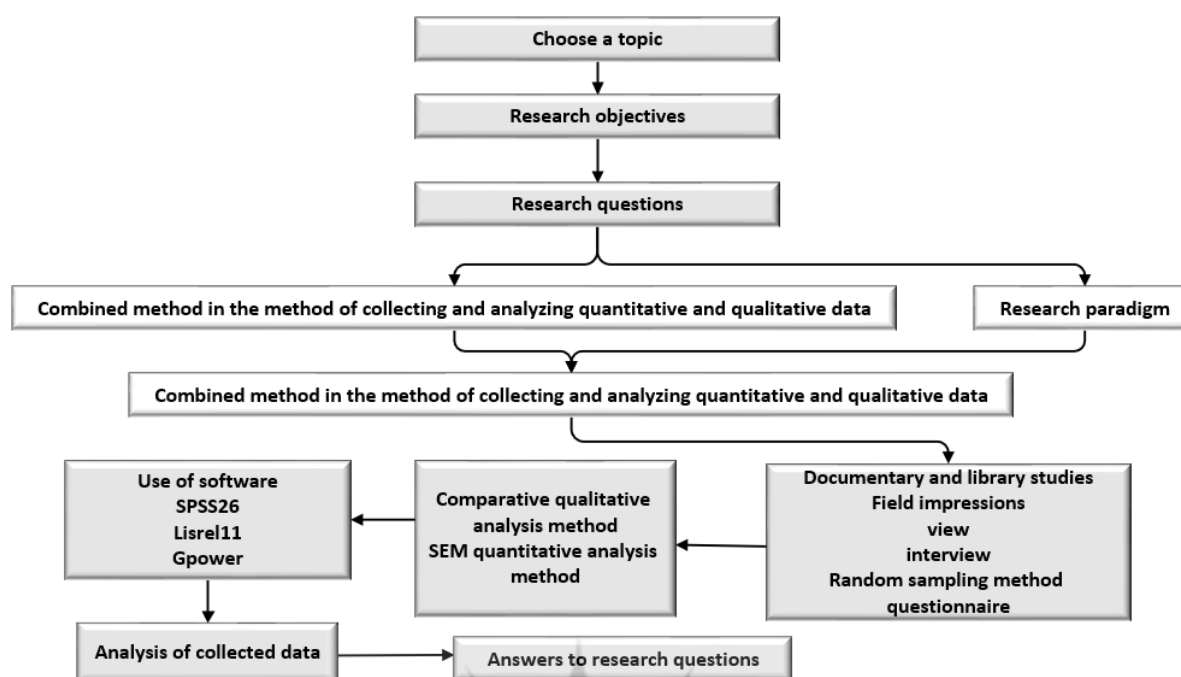 Choose a topic
Research objectives
Research questions
Combined method in the method of collecting and analyzing quantitative and qualitative data
Research paradigm
Combined method in the method of collecting and analyzing quantitative and qualitative data
Documentary and library studies
Field impressions
view
interview
Random sampling method
questionnaire
Comparative qualitative
analysis method
SEM quantitative analysis
method
Use of software
SPSS26
Lisrel11
Gpower
Analysis of collected data
Answers to research questions